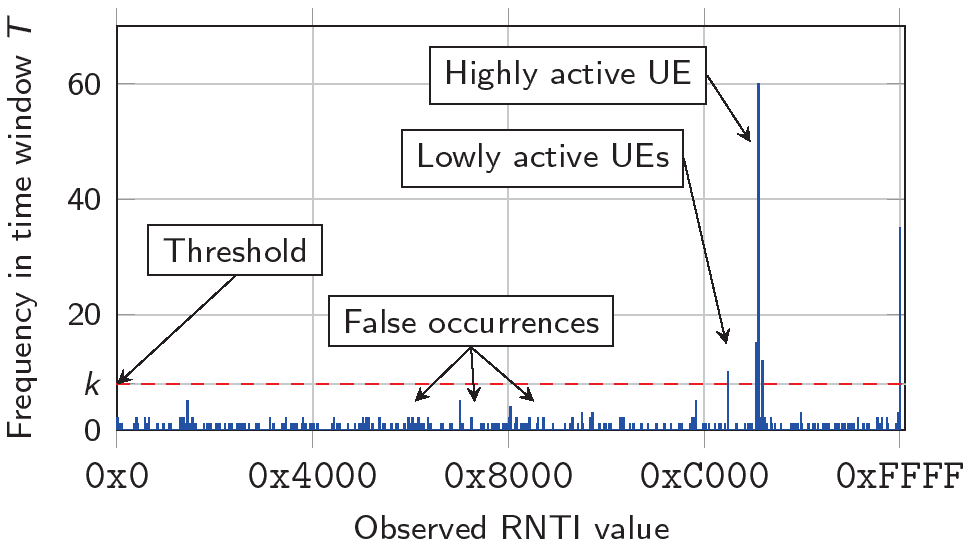 Frequency in time window T
60
40
20
k
0
Highly active UE
Lowly active UEs
Threshold
False occurrences
0x0 0x4000 0x8000 0xC000 0xFFFF
Observed RNTI value